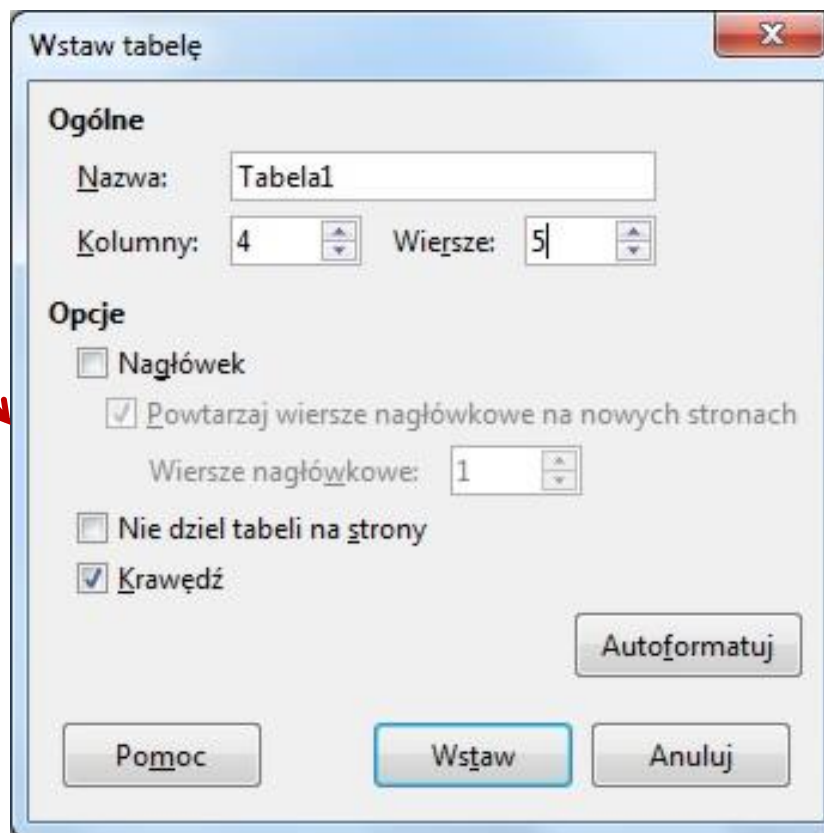 Wstaw tabelę
Ogólne
Nazwa: Tabela1
Kolumny: 4 Wiersze: 5
Opcje
Nagłówek
Powtarzaj wiersze nagłówkowe na nowych stronach
Wiersze nagłówkowe: 1
Nie dziel tabeli na strony
Krawędź
Autoformatuj
Pomoc Wstaw Anuluj